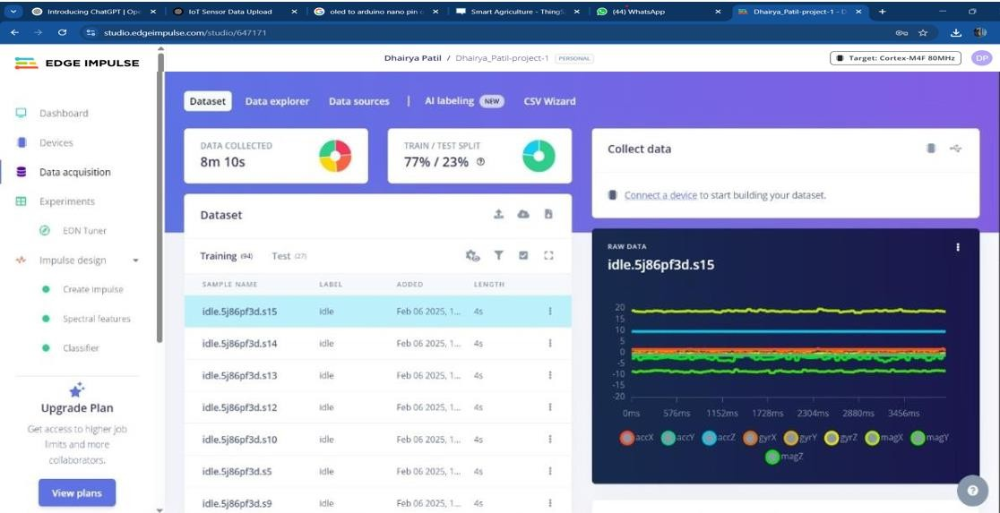 Introducing ChatGPT | Op
IoT Sensor Data Upload
oled to arduino nano pin
Smart Agriculture - ThingS
(44) WhatsApp
Dhairya_Patil-project-1 - D
studio.edgeimpulse.com/studio/647171
EDGE IMPULSE
Dhairya Patil / Dhairya_Patil-project-1 PERSONAL
Target: Cortex-M4F 80MHz
DP
Dashboard
Devices
Data acquisition
Experiments
EON Tuner
Impulse design
Create impulse
Spectral features
Classifier
Upgrade Plan
Get access to higher job
limits and more
collaborators.
View plans
Dataset Data explorer Data sources | AI labeling NEW CSV Wizard
DATA COLLECTED
8m 10s
TRAIN / TEST SPLIT
77% / 23%
Dataset
Training (94) Test (27)
SAMPLE NAME LABEL ADDED LENGTH
idle.5j86pf3d.s15 idle Feb 06 2025, 1... 4s
idle.5j86pf3d.s14 idle Feb 06 2025, 1... 4s
idle.5j86pf3d.s13 idle Feb 06 2025, 1... 4s
idle.5j86pf3d.s12 idle Feb 06 2025, 1... 4s
idle.5j86pf3d.s10 idle Feb 06 2025, 1... 4s
idle.5j86pf3d.s5 idle Feb 06 2025, 1... 4s
idle.5j86pf3d.s9 idle Feb 06 2025, 1... 4s
Collect data
Connect a device to start building your dataset.
RAW DATA
idle.5j86pf3d.s15
20
15
10
5
0
-5
-10
-15
-20
0ms 576ms 1152ms 1728ms 2304ms 2880ms 3456ms
accX accY accZ gyrX gyrY gyrZ magX magY
magZ